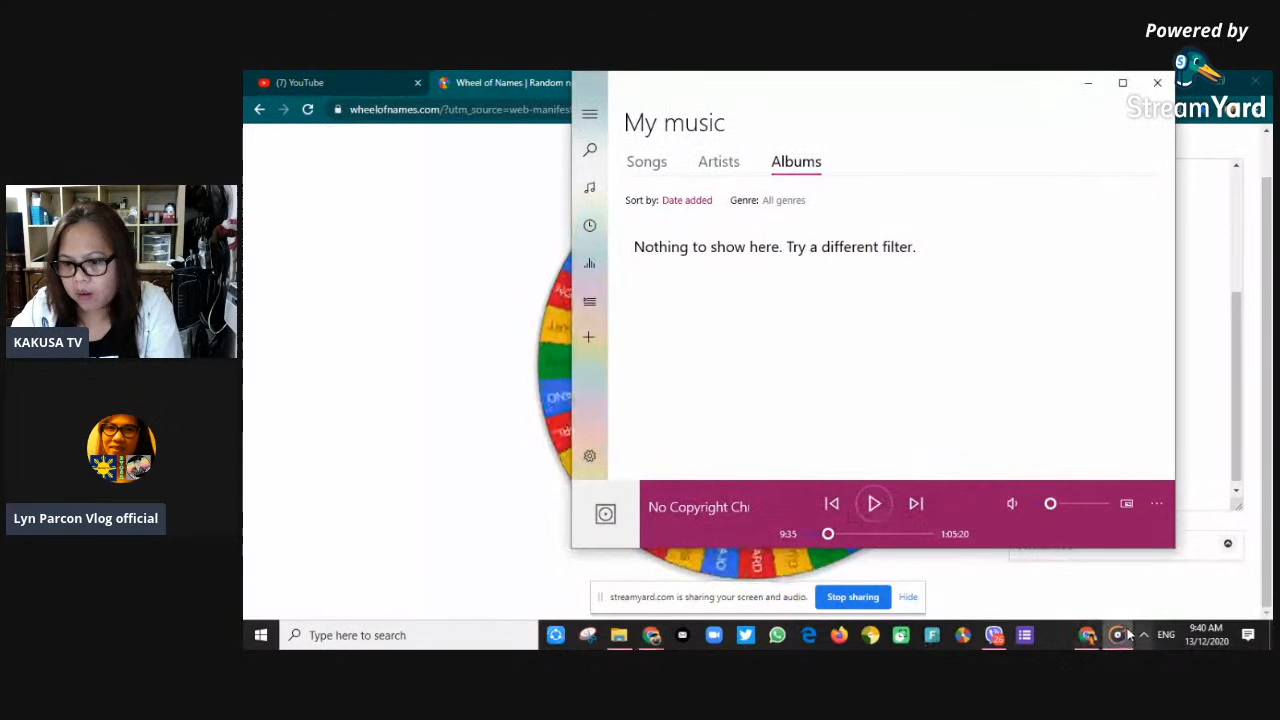 Powered by
StreamYard
(7) YouTube
Wheel of Names | Random n
wheelofnames.com/?utm_source=web-manifest
My music
Songs Artists Albums
Sort by: Date added Genre: All genres
Nothing to show here. Try a different filter.
KAKUSA TV
Lyn Parcon Vlog official
No Copyright Chr
9:35
1:05:20
streamyard.com is sharing your screen and audio. Stop sharing Hide
Type here to search
26
ENG
9:40 AM
13/12/2020